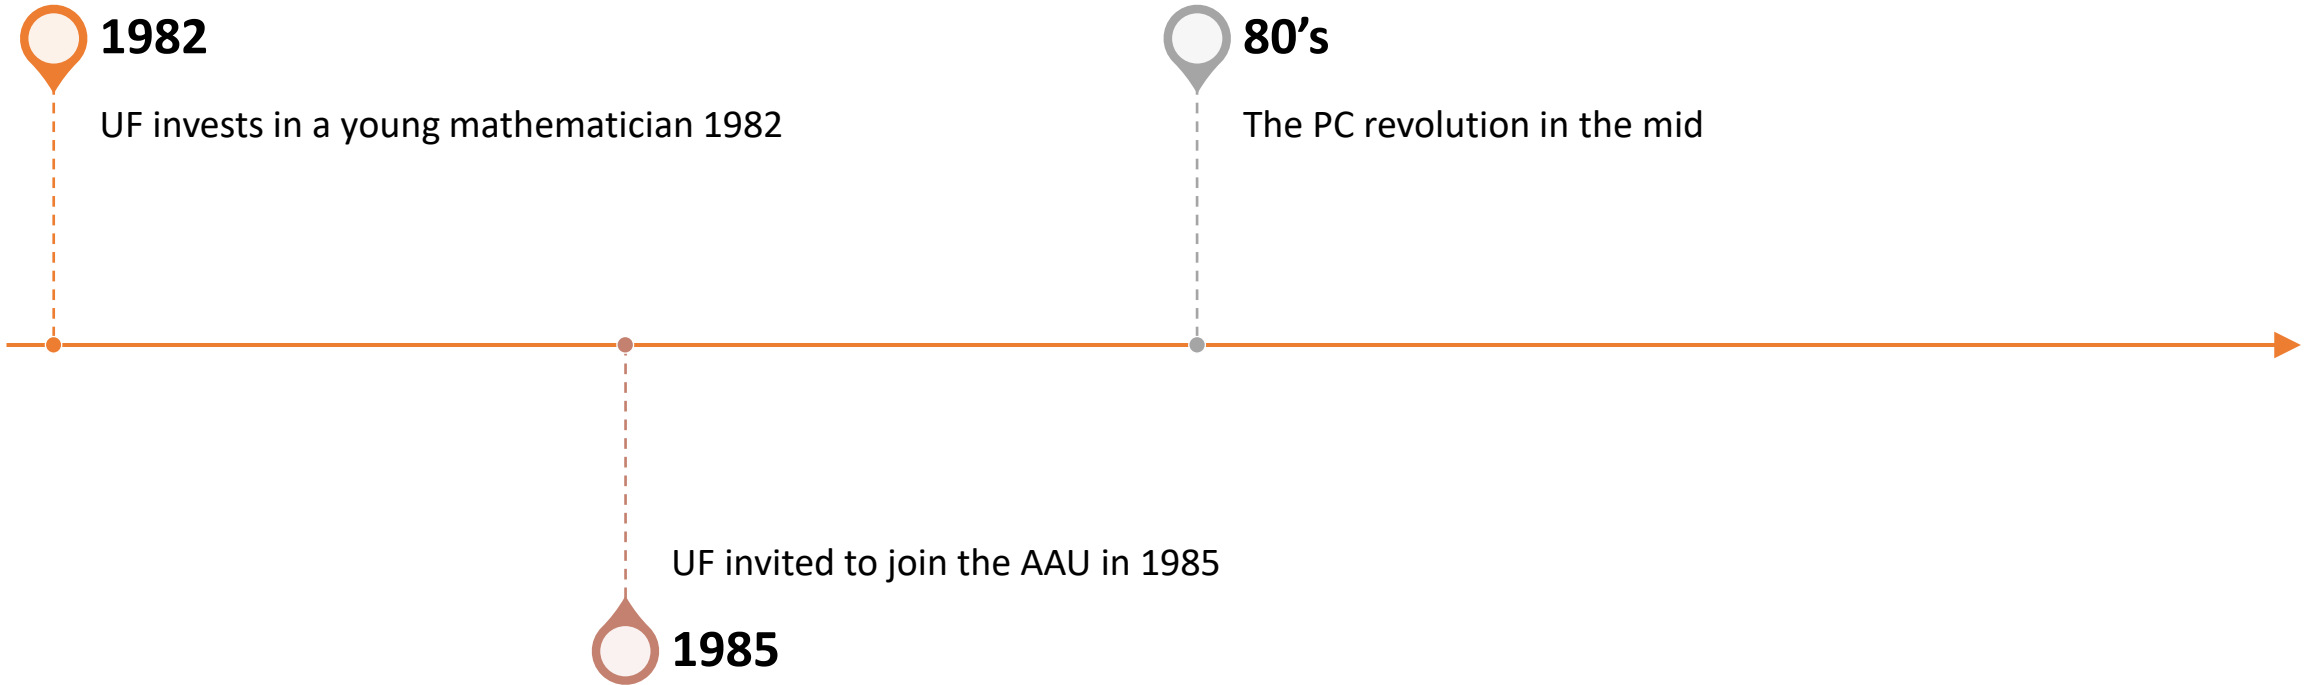 1982
UF invests in a young mathematician 1982
80’s
The PC revolution in the mid
UF invited to join the AAU in 1985
1985